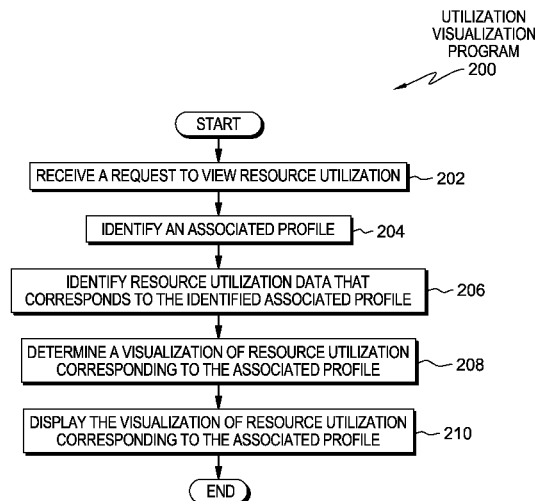 UTILIZATION
VISUALIZATION
PROGRAM
200
START
RECEIVE A REQUEST TO VIEW RESOURCE UTILIZATION
202
IDENTIFY AN ASSOCIATED PROFILE
204
IDENTIFY RESOURCE UTILIZATION DATA THAT
CORRESPONDS TO THE IDENTIFIED ASSOCIATED PROFILE
206
DETERMINE A VISUALIZATION OF RESOURCE UTILIZATION
CORRESPONDING TO THE ASSOCIATED PROFILE
208
DISPLAY THE VISUALIZATION OF RESOURCE UTILIZATION
CORRESPONDING TO THE ASSOCIATED PROFILE
210
END